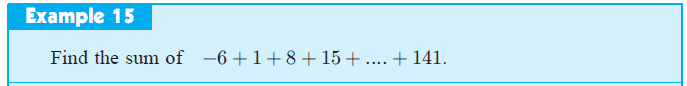 Example 15
Find the sum of −6 + 1 + 8 + 15 + .... + 141.